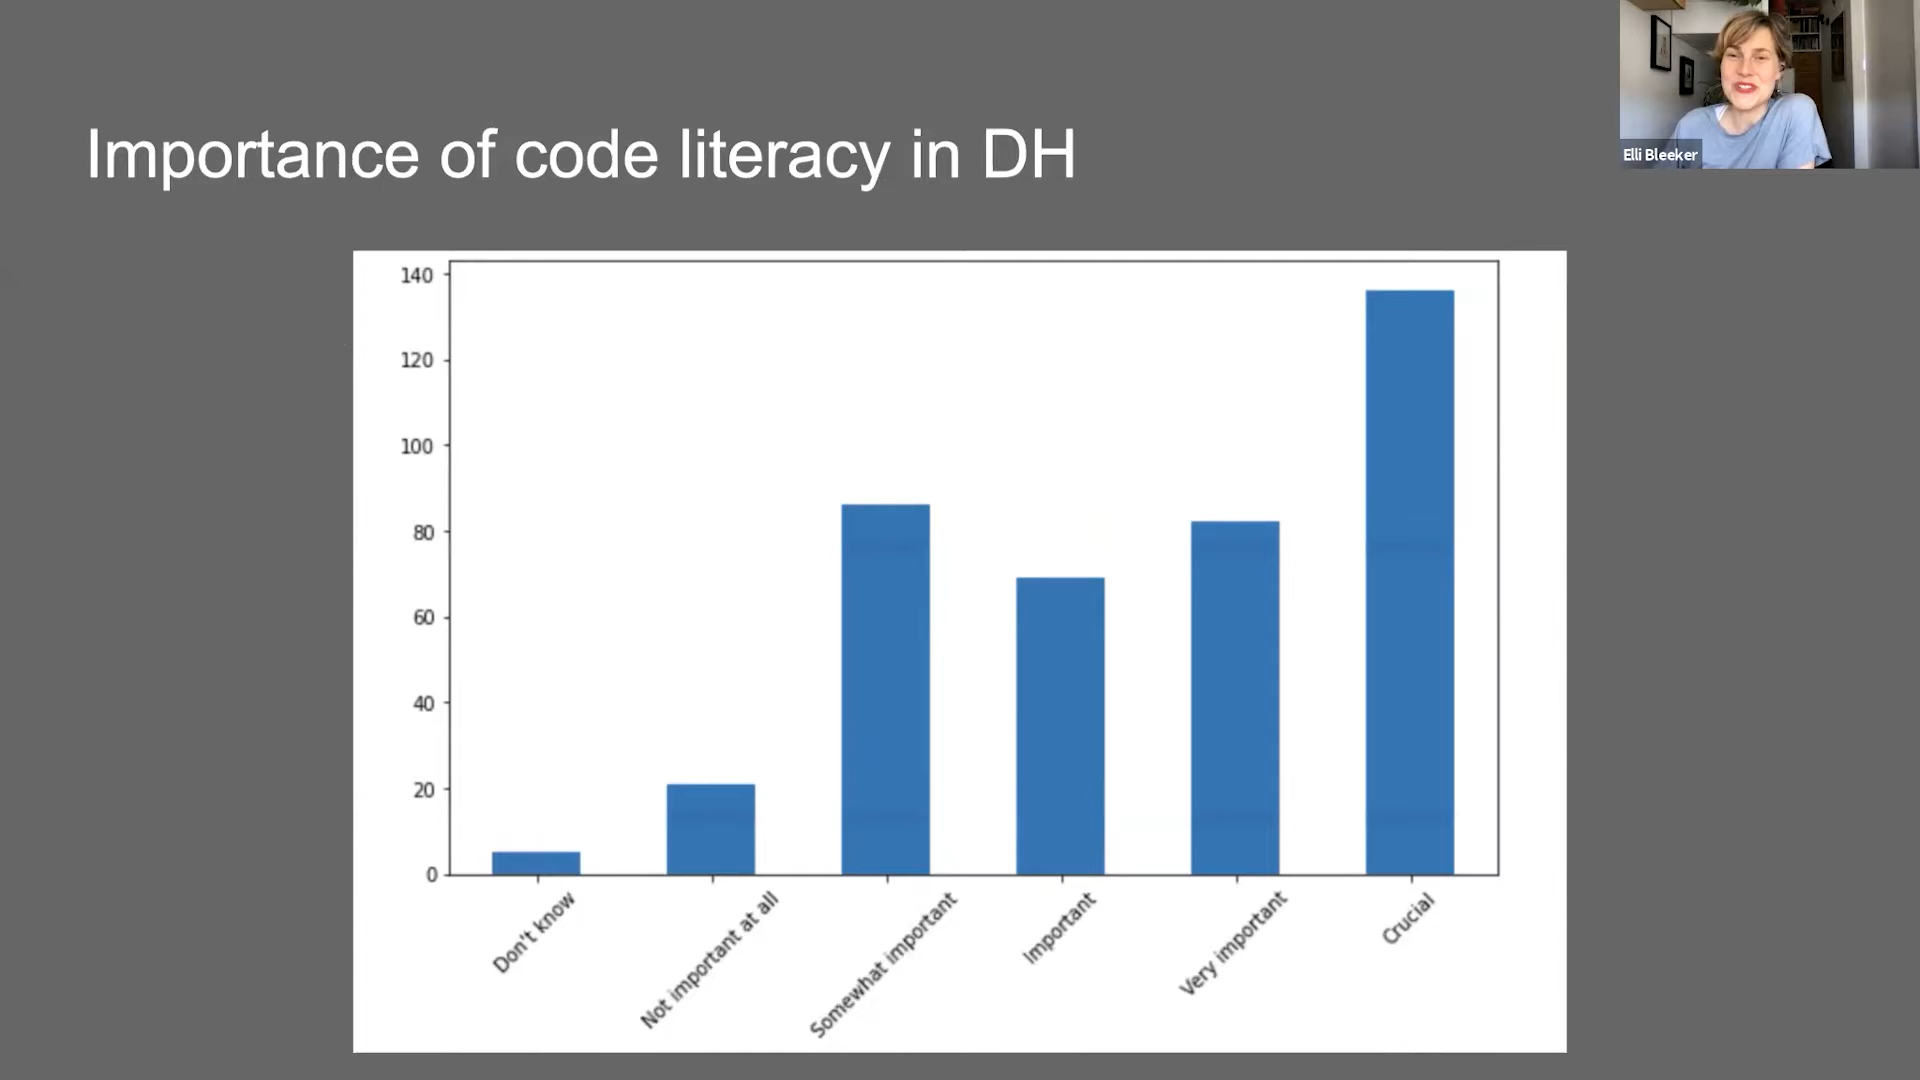 Importance of code literacy in DH
Elli Bleeker
140
120
100
80
60
40
20
0
Don't know
Not important at all
Somewhat important
Important
Very important
Crucial